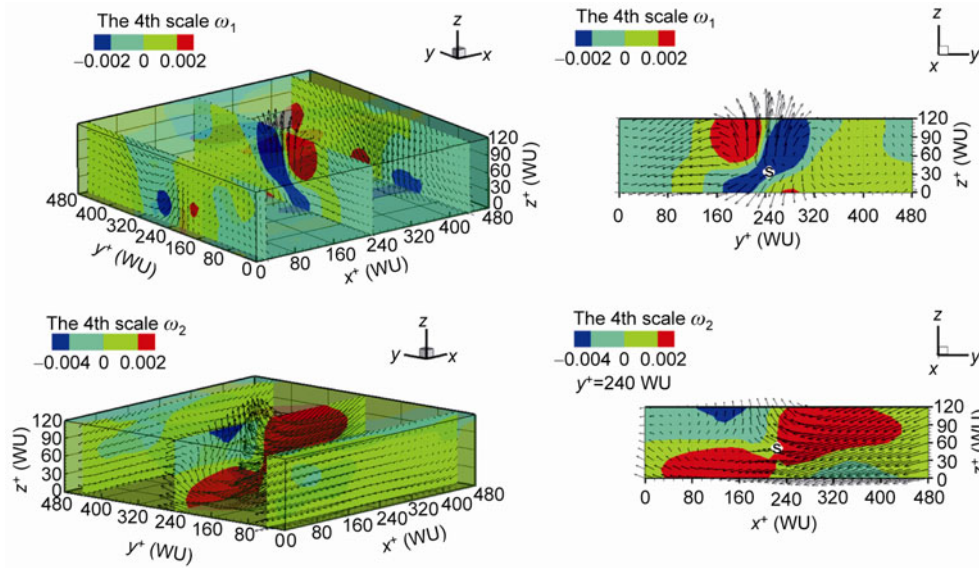 The 4th scale ω1
−0.002 0 0.002
z
y x
120
90
60
30
0
z+ (WU)
480
400
320
240
160
80
0
y+ (WU)
0
80
160
240
320
400
480
x+ (WU)
The 4th scale ω1
−0.002 0 0.002
z
x y
S
120
90
60
30
0
z+ (WU)
0 80 160 240 320 400 480
y+ (WU)
The 4th scale ω2
−0.004 0 0.002
z
y x
120
90
60
30
0
z+ (WU)
480
400
320
240
160
80
0
y+ (WU)
0
80
160
240
320
400
480
x+ (WU)
The 4th scale ω2
−0.004 0 0.002
y+=240 WU
z
x
S
120
90
60
30
0
z+ (WU)
0 80 160 240 320 400 480
x+ (WU)